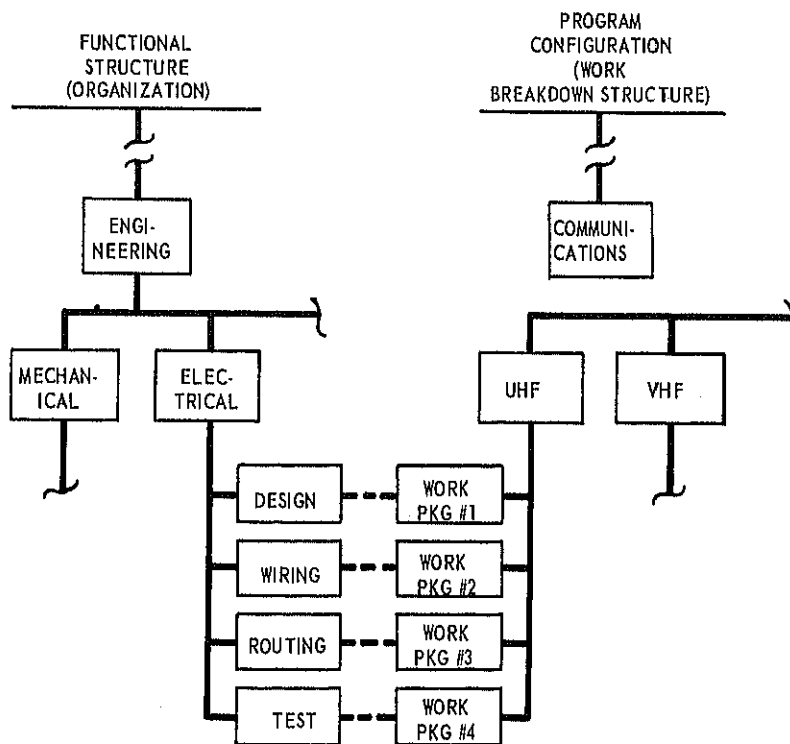 FUNCTIONAL
STRUCTURE
(ORGANIZATION)
PROGRAM
CONFIGURATION
(WORK
BREAKDOWN STRUCTURE)
ENGI-
NEERING
COMMUNI-
CATIONS
MECHAN-
ICAL
ELEC-
TRICAL
UHF
VHF
DESIGN
WORK
PKG #1
WIRING
WORK
PKG #2
ROUTING
WORK
PKG #3
TEST
WORK
PKG #4